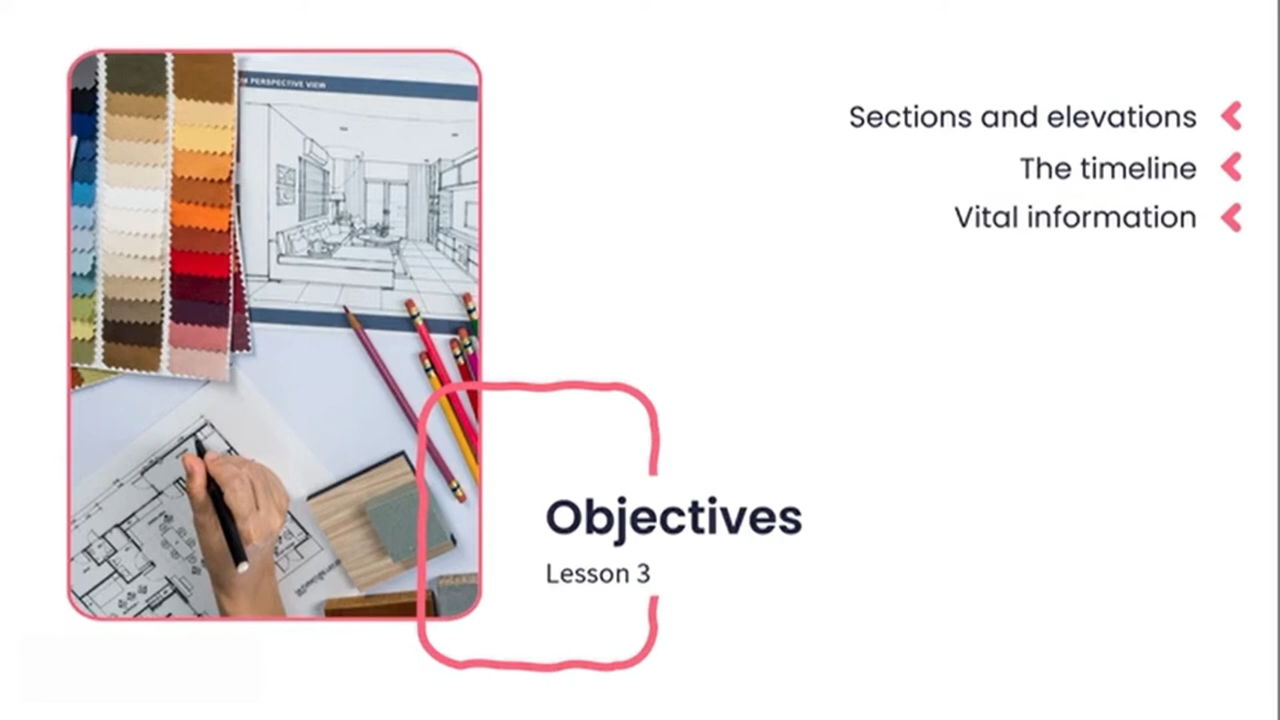 PERSPECTIVE VIEW
Sections and elevations
The timeline
Vital information
Objectives
Lesson 3